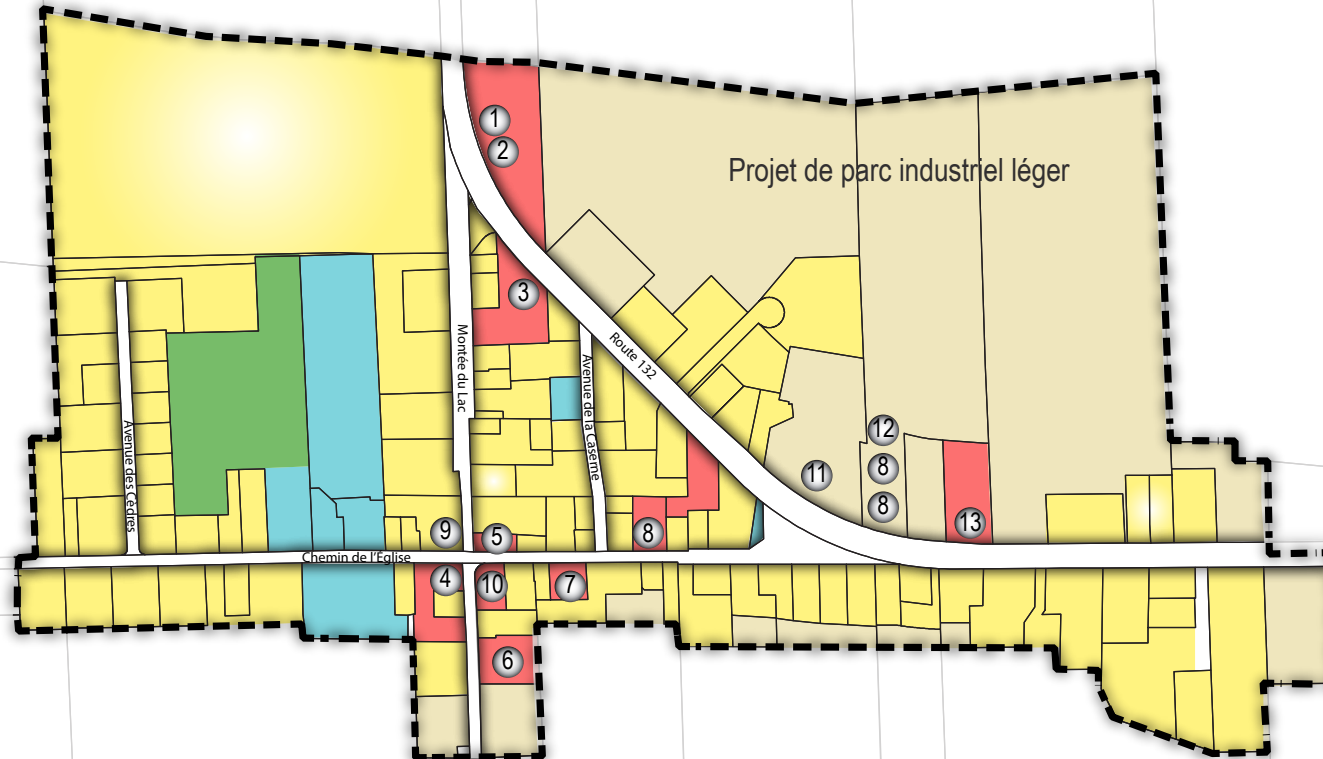 1
2
Projet de parc industriel léger
3
Montée du Lac
Route 132
Avenue de la Caserne
Avenue des Cèdres
12
11
8
8
13
9
5
8
Chemin de l'Église
4
10
7
6